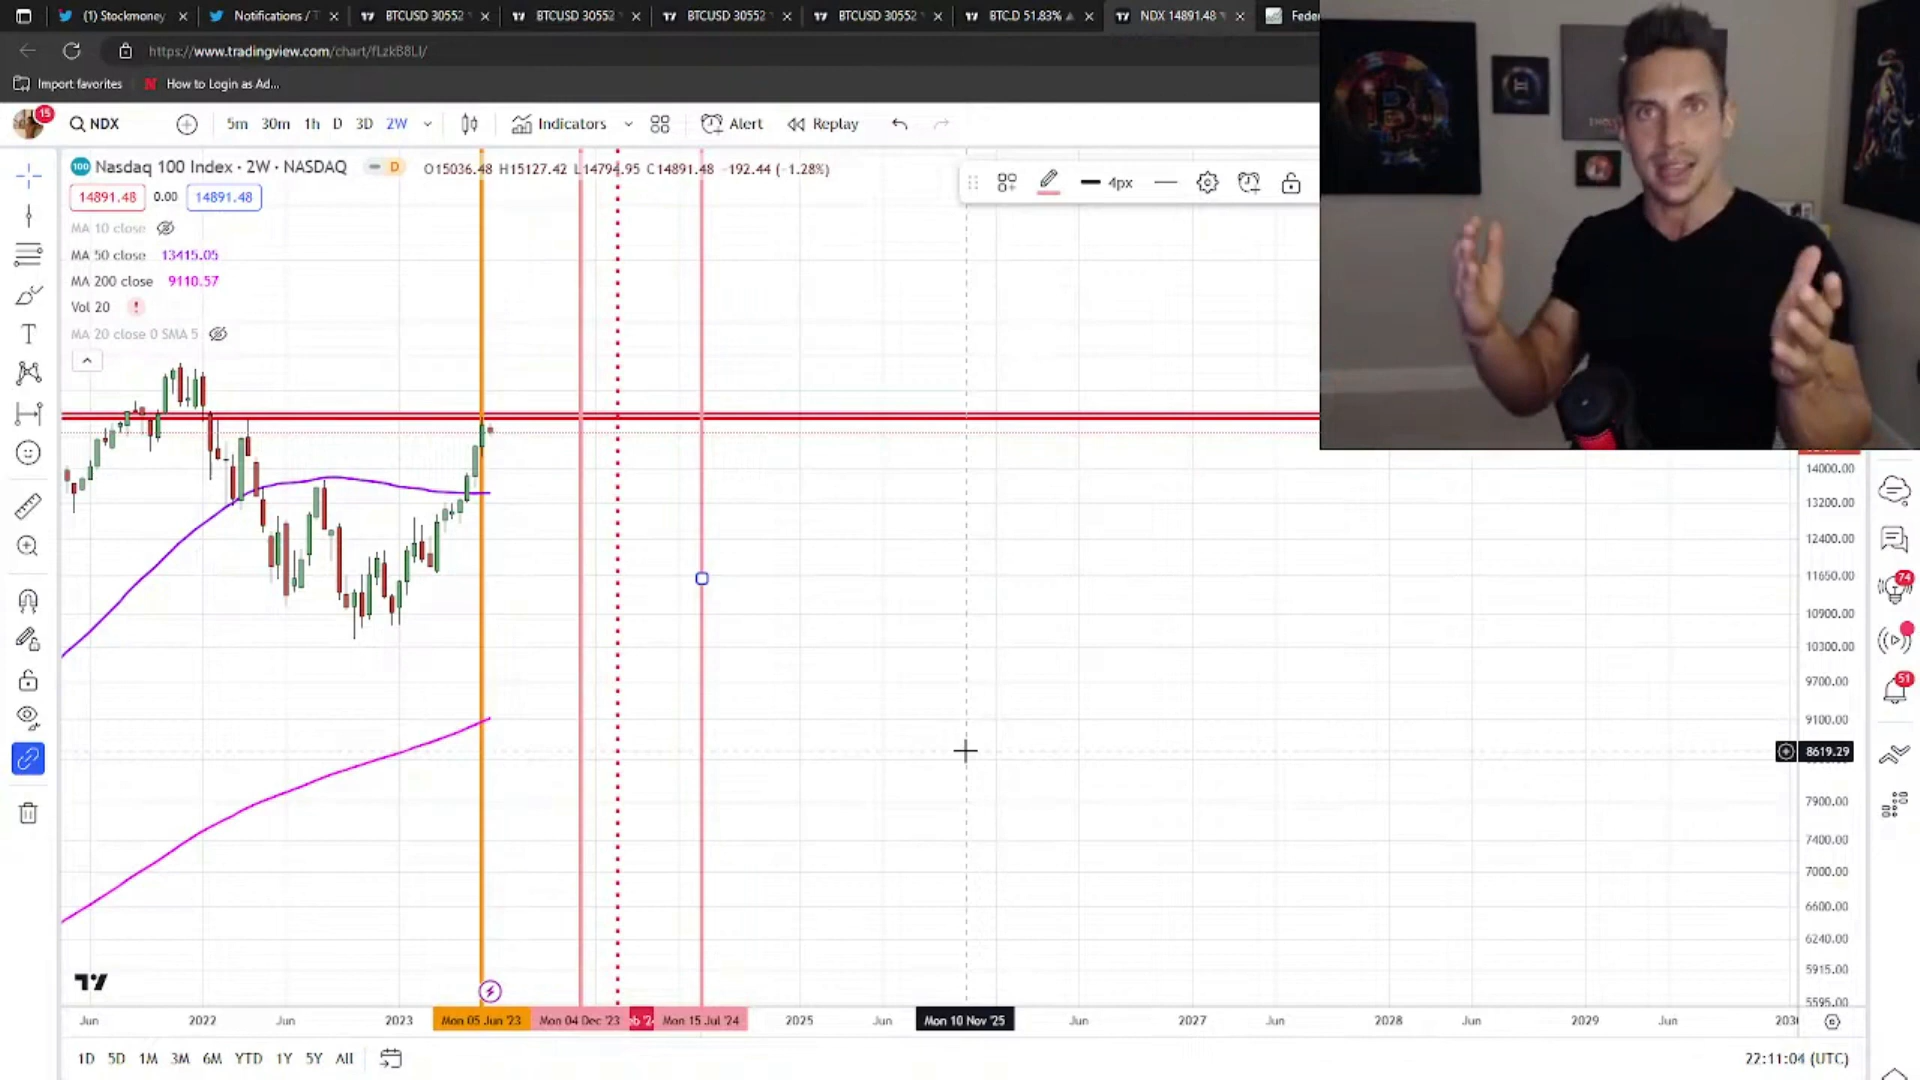 (1) Stockmoney
Notifications / T
BTCUSD 30552
BTCUSD 30552
BTCUSD 30552
BTCUSD 30552
BTC.D 51.83%
NDX 14891.48
Feder
https://www.tradingview.com/chart/fLzkB8LI/
Import favorites
How to Login as Ad...
15
NDX
5m 30m 1h D 3D 2W
Indicators
Alert
Replay
100 Nasdaq 100 Index · 2W · NASDAQ
D
O15036.48 H15127.42 L14794.95 C14891.48 −192.44 (−1.28%)
4px
14891.48 0.00 14891.48
MA 10 close
MA 50 close 13415.05
MA 200 close 9110.57
Vol 20 !
MA 20 close 0 SMA 5
T
14000.00
13200.00
12400.00
11650.00
10900.00
10300.00
9700.00
9100.00
8619.29
7900.00
7400.00
7000.00
6600.00
6240.00
5915.00
5595.00
74
51
Jun 2022 Jun 2023 Mon 05 Jun '23 Mon 04 Dec '23 Mon 15 Jul '24 2025 Jun Mon 10 Nov '25 Jun 2027 Jun 2028 Jun 2029 Jun
1D 5D 1M 3M 6M YTD 1Y 5Y All
22:11:04 (UTC)